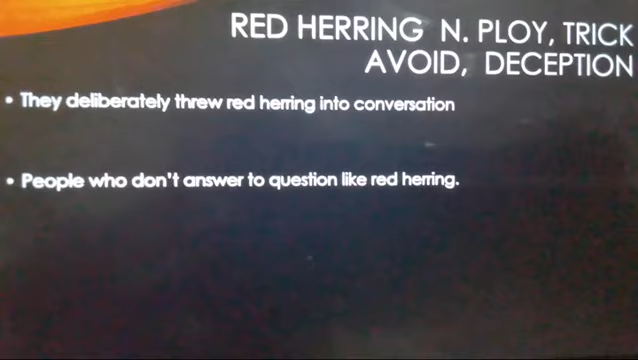 RED HERRING N. PLOY, TRICK
AVOID, DECEPTION
• They deliberately threw red herring into conversation
• People who don't answer to question like red herring.